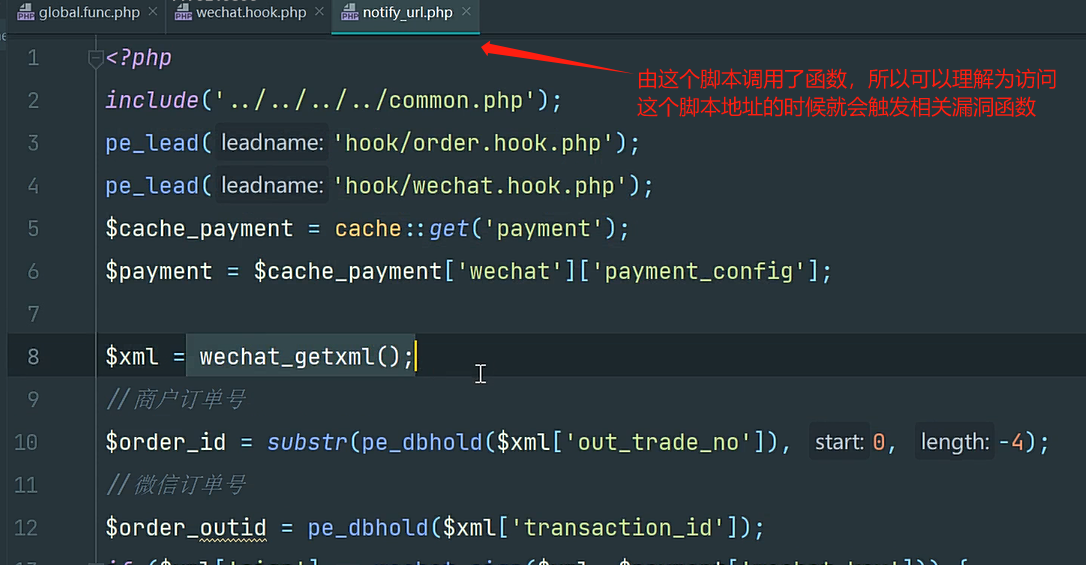 global.func.php × wechat.hook.php × notify_url.php ×
由这个脚本调用了函数，所以可以理解为访问
这个脚本地址的时候就会触发相关漏洞函数
1 <?php
2 include('../../../../common.php');
3 pe_lead( leadname: 'hook/order.hook.php');
4 pe_lead( leadname: 'hook/wechat.hook.php');
5 $cache_payment = cache::get('payment');
6 $payment = $cache_payment['wechat']['payment_config'];
7
8 $xml = wechat_getxml();
9 //商户订单号
10 $order_id = substr(pe_dbhold($xml['out_trade_no']), start: 0, length: -4);
11 //微信订单号
12 $order_outid = pe_dbhold($xml['transaction_id']);